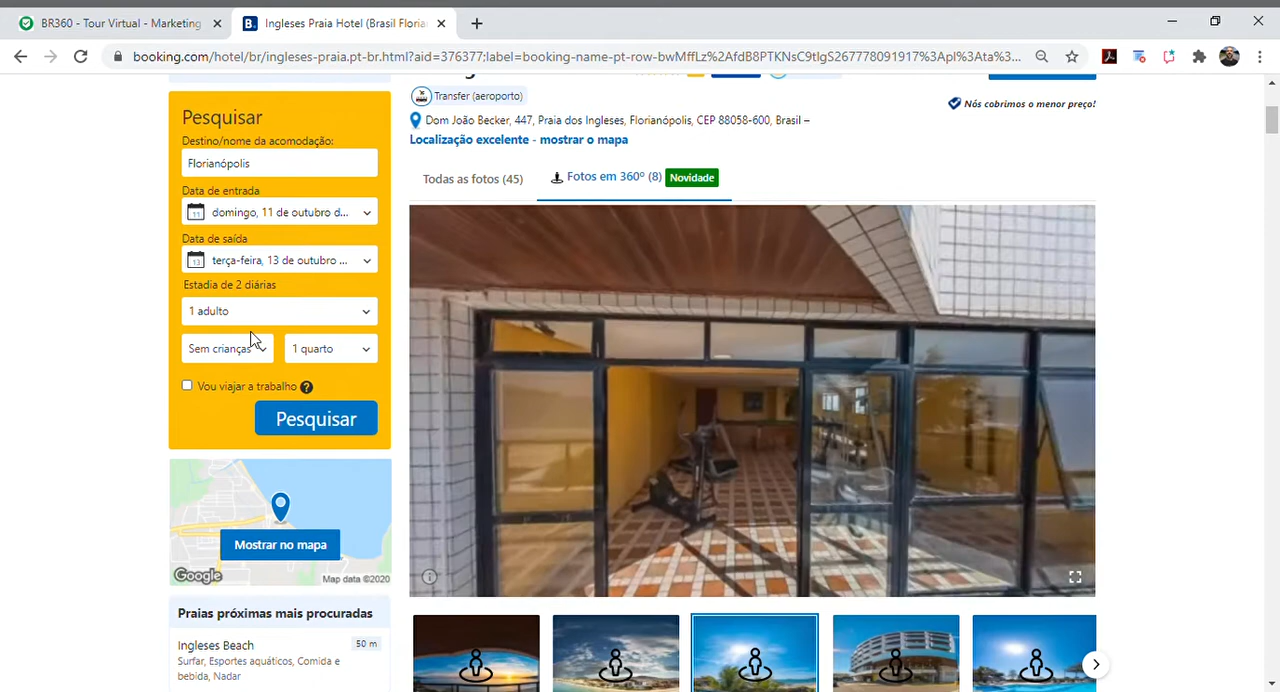 BR360 - Tour Virtual - Marketing
Ingleses Praia Hotel (Brasil Floria
booking.com/hotel/br/ingleses-praia.pt-br.html?aid=376377;label=booking-name-pt-row-bwMffLz%2AfdB8PTKNsC9tlgS267778091917%3Apl%3Ata%3...
Transfer (aeroporto)
Nós cobrimos o menor preço!
Dom João Becker, 447, Praia dos Ingleses, Florianópolis, CEP 88058-600, Brasil –
Localização excelente - mostrar o mapa
Todas as fotos (45)
Fotos em 360º (8) Novidade
Pesquisar
Destino/nome da acomodação:
Florianópolis
Data de entrada
11 domingo, 11 de outubro d...
Data de saída
13 terça-feira, 13 de outubro ...
Estadia de 2 diárias
1 adulto
Sem crianças
1 quarto
Vou viajar a trabalho ?
Pesquisar
Mostrar no mapa
Google
Map data ©2020
Praias próximas mais procuradas
Ingleses Beach
50 m
Surfar, Esportes aquáticos, Comida e
bebida, Nadar